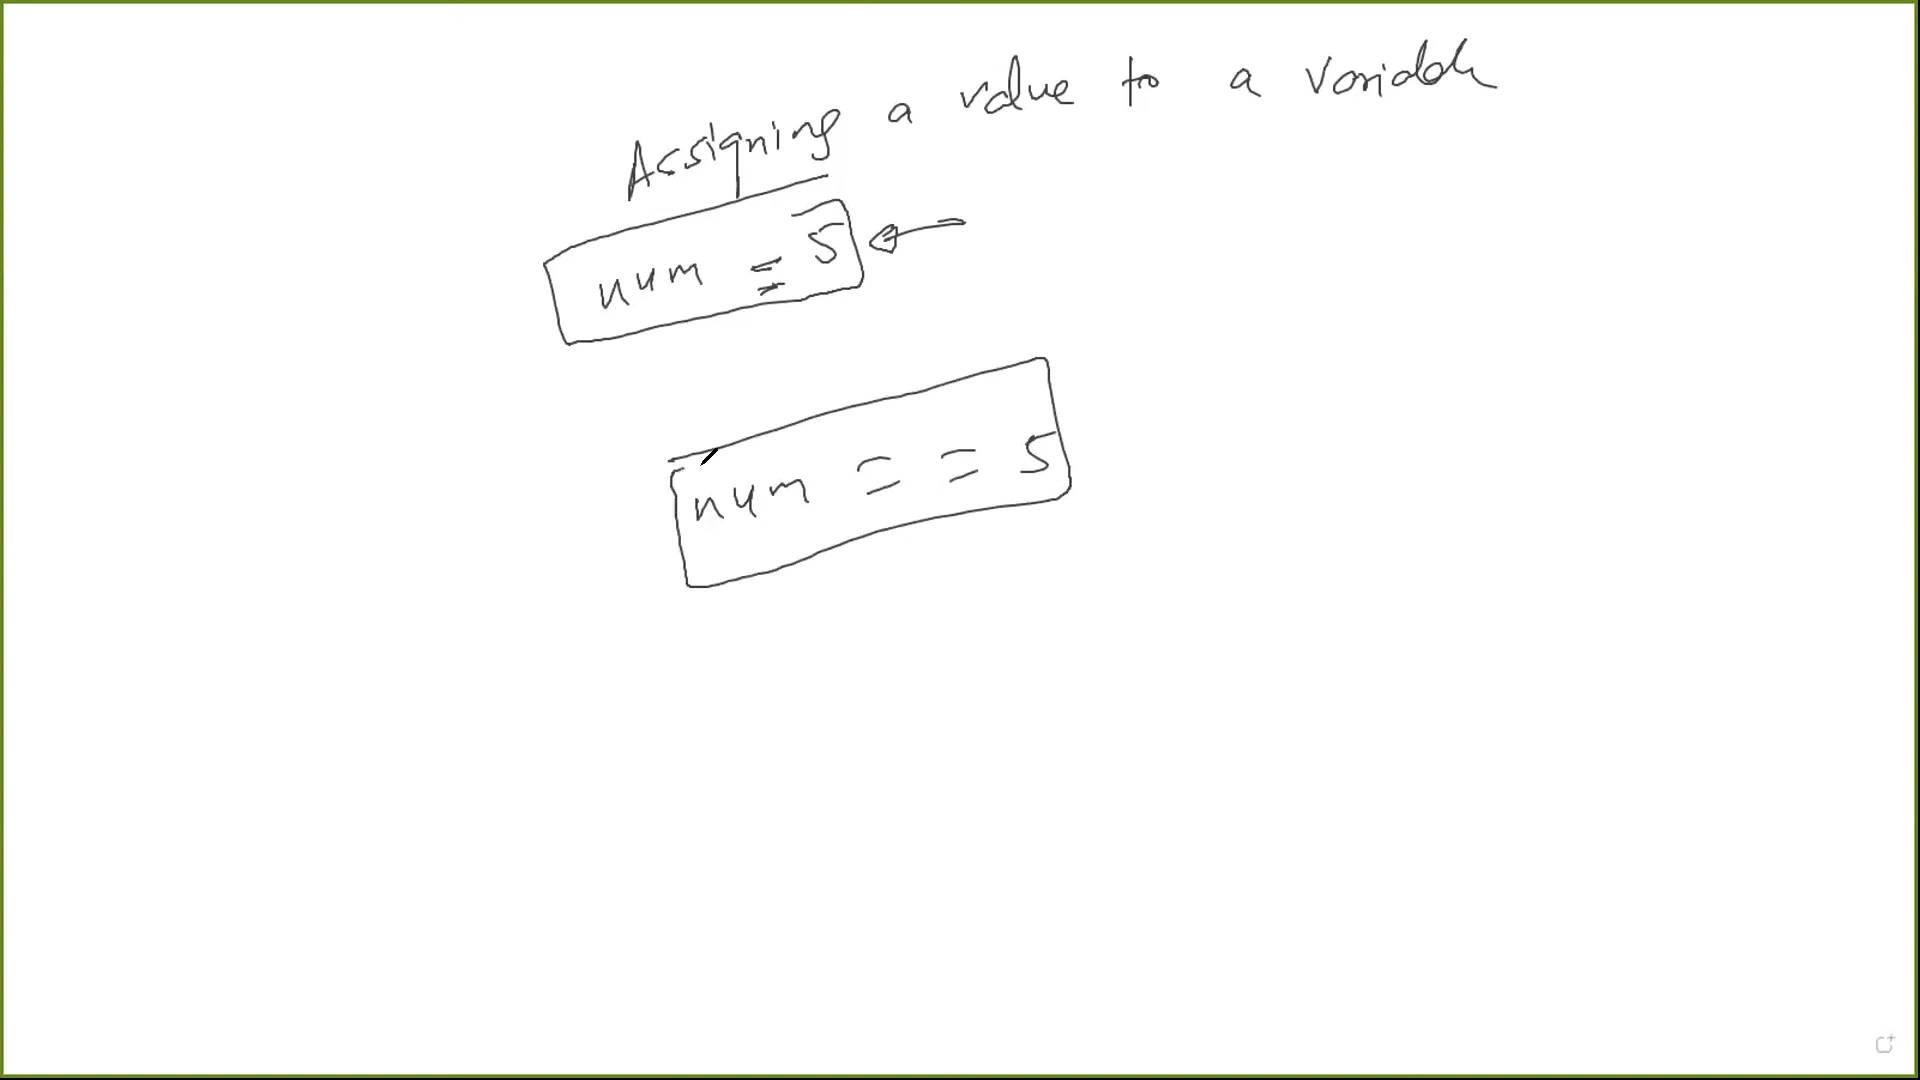 Assigning a value to a variable
num = 5
num = = 5